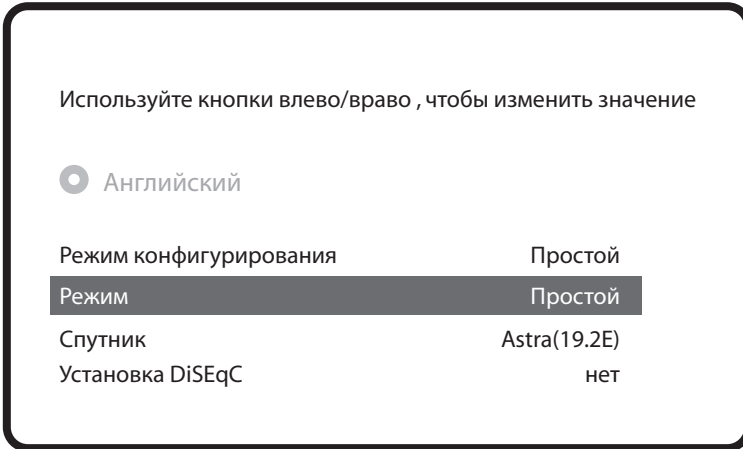 Используйте кнопки влево/вправо , чтобы изменить значение
Английский
Режим конфигурирования Простой
Режим Простой
Спутник Astra(19.2E)
Установка DiSEqC нет